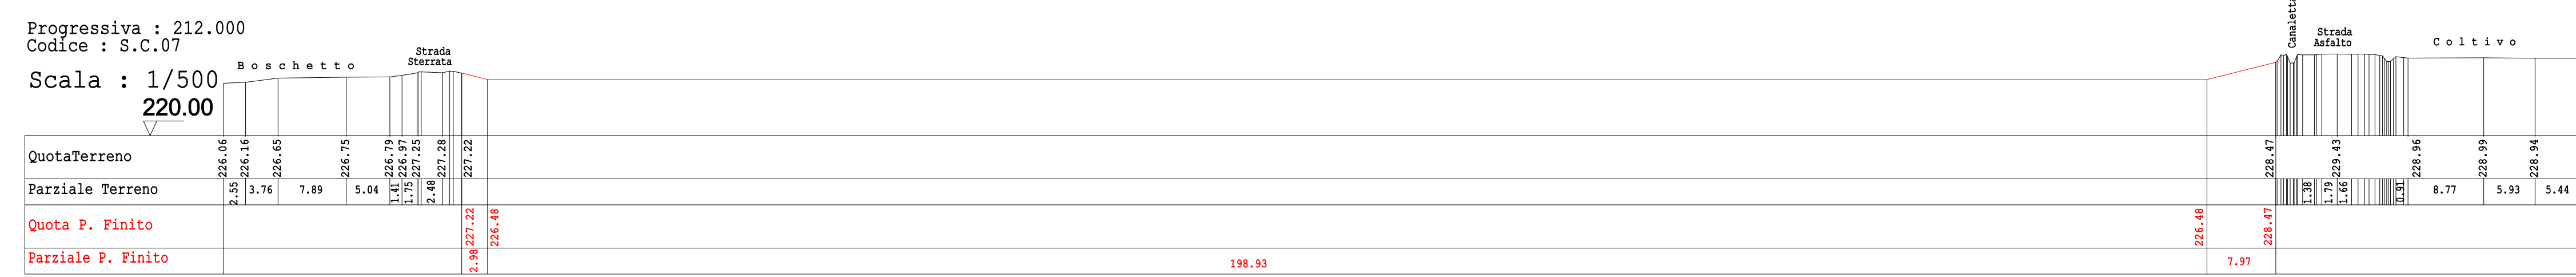 Progressiva : 212.000
Codice : S.C.07
Scala : 1/500
220.00
Boschetto
Strada
Sterrata
Canaletta
Strada
Asfalto
Coltivo
QuotaTerreno 226.06 226.16 226.65 226.75 226.79 226.97 227.25 227.28 227.22 228.47 229.43 228.96 228.99 228.94
Parziale Terreno 2.55 3.76 7.89 5.04 1.41 1.75 2.48 1.38 1.79 1.66 0.91 8.77 5.93 5.44
Quota P. Finito 227.22 226.48 226.48 228.47
Parziale P. Finito 2.98 198.93 7.97